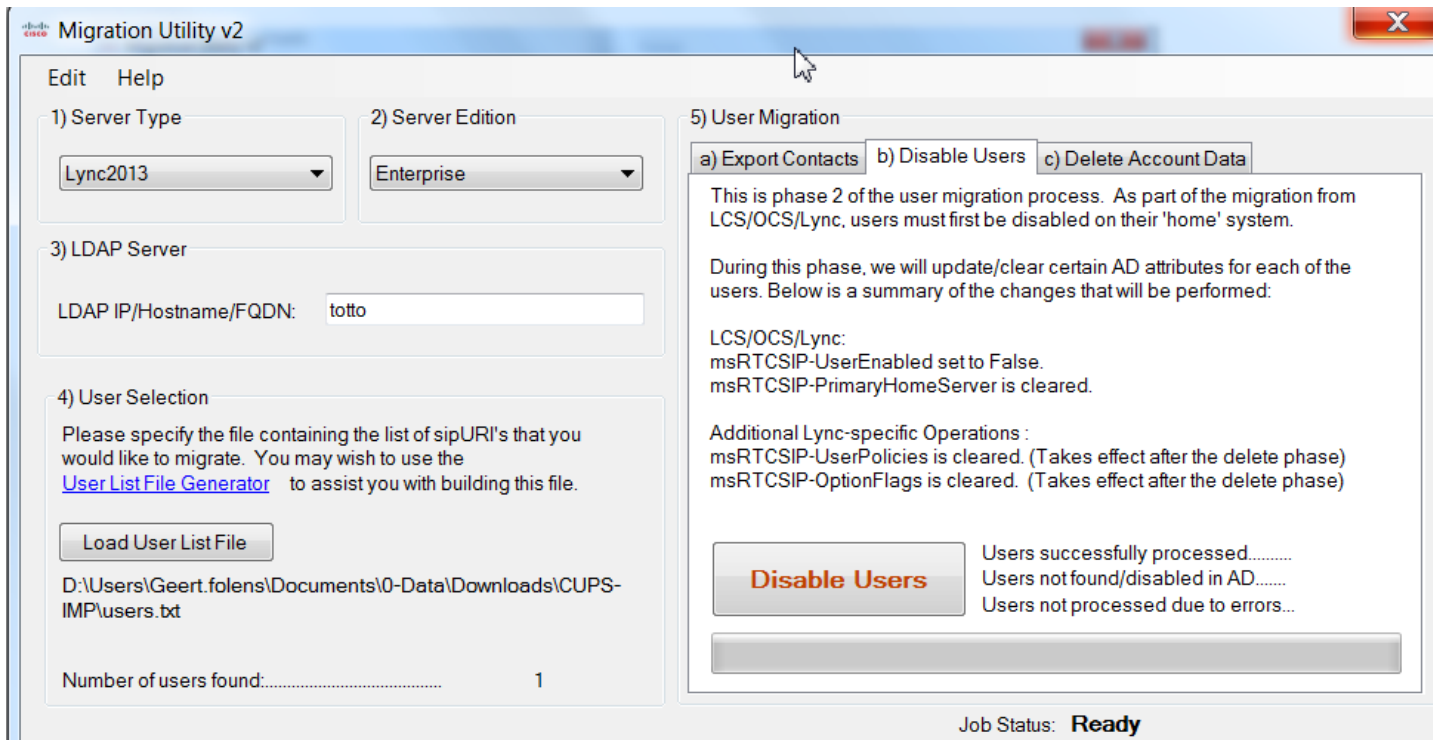 CISCO
Migration Utility v2
X
Edit Help
1) Server Type
Lync2013
2) Server Edition
Enterprise
3) LDAP Server
LDAP IP/Hostname/FQDN: totto
4) User Selection
Please specify the file containing the list of sipURI's that you
would like to migrate. You may wish to use the
User List File Generator to assist you with building this file.
Load User List File
D:\Users\Geert.folens\Documents\0-Data\Downloads\CUPS-
IMP\users.txt
Number of users found:........................................ 1
5) User Migration
a) Export Contacts b) Disable Users c) Delete Account Data
This is phase 2 of the user migration process. As part of the migration from
LCS/OCS/Lync, users must first be disabled on their 'home' system.
During this phase, we will update/clear certain AD attributes for each of the
users. Below is a summary of the changes that will be performed:
LCS/OCS/Lync:
msRTCSIP-UserEnabled set to False.
msRTCSIP-PrimaryHomeServer is cleared.
Additional Lync-specific Operations :
msRTCSIP-UserPolicies is cleared. (Takes effect after the delete phase)
msRTCSIP-OptionFlags is cleared. (Takes effect after the delete phase)
Disable Users
Users successfully processed..........
Users not found/disabled in AD.......
Users not processed due to errors...
Job Status: Ready